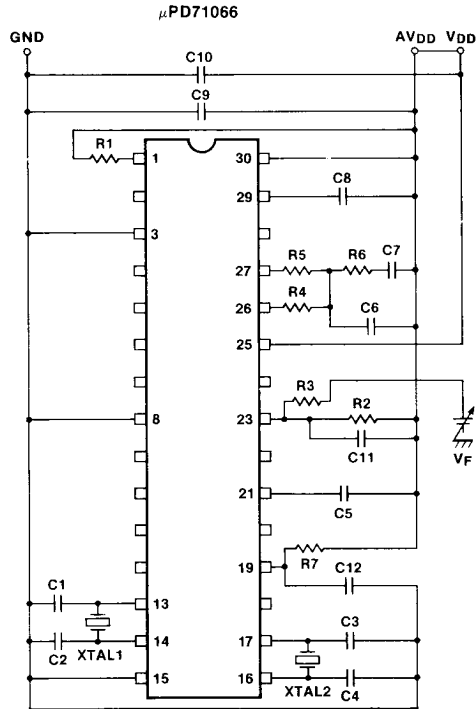 μPD71066
GND
AVDD
VDD
C10
C9
R1
1
30
C8
29
3
R5
R6
C7
27
R4
26
C6
25
R3
8
23
R2
C11
VF
21
C5
19
R7
C12
C1
13
C3
14
17
C2
XTAL1
15
16
XTAL2
C4